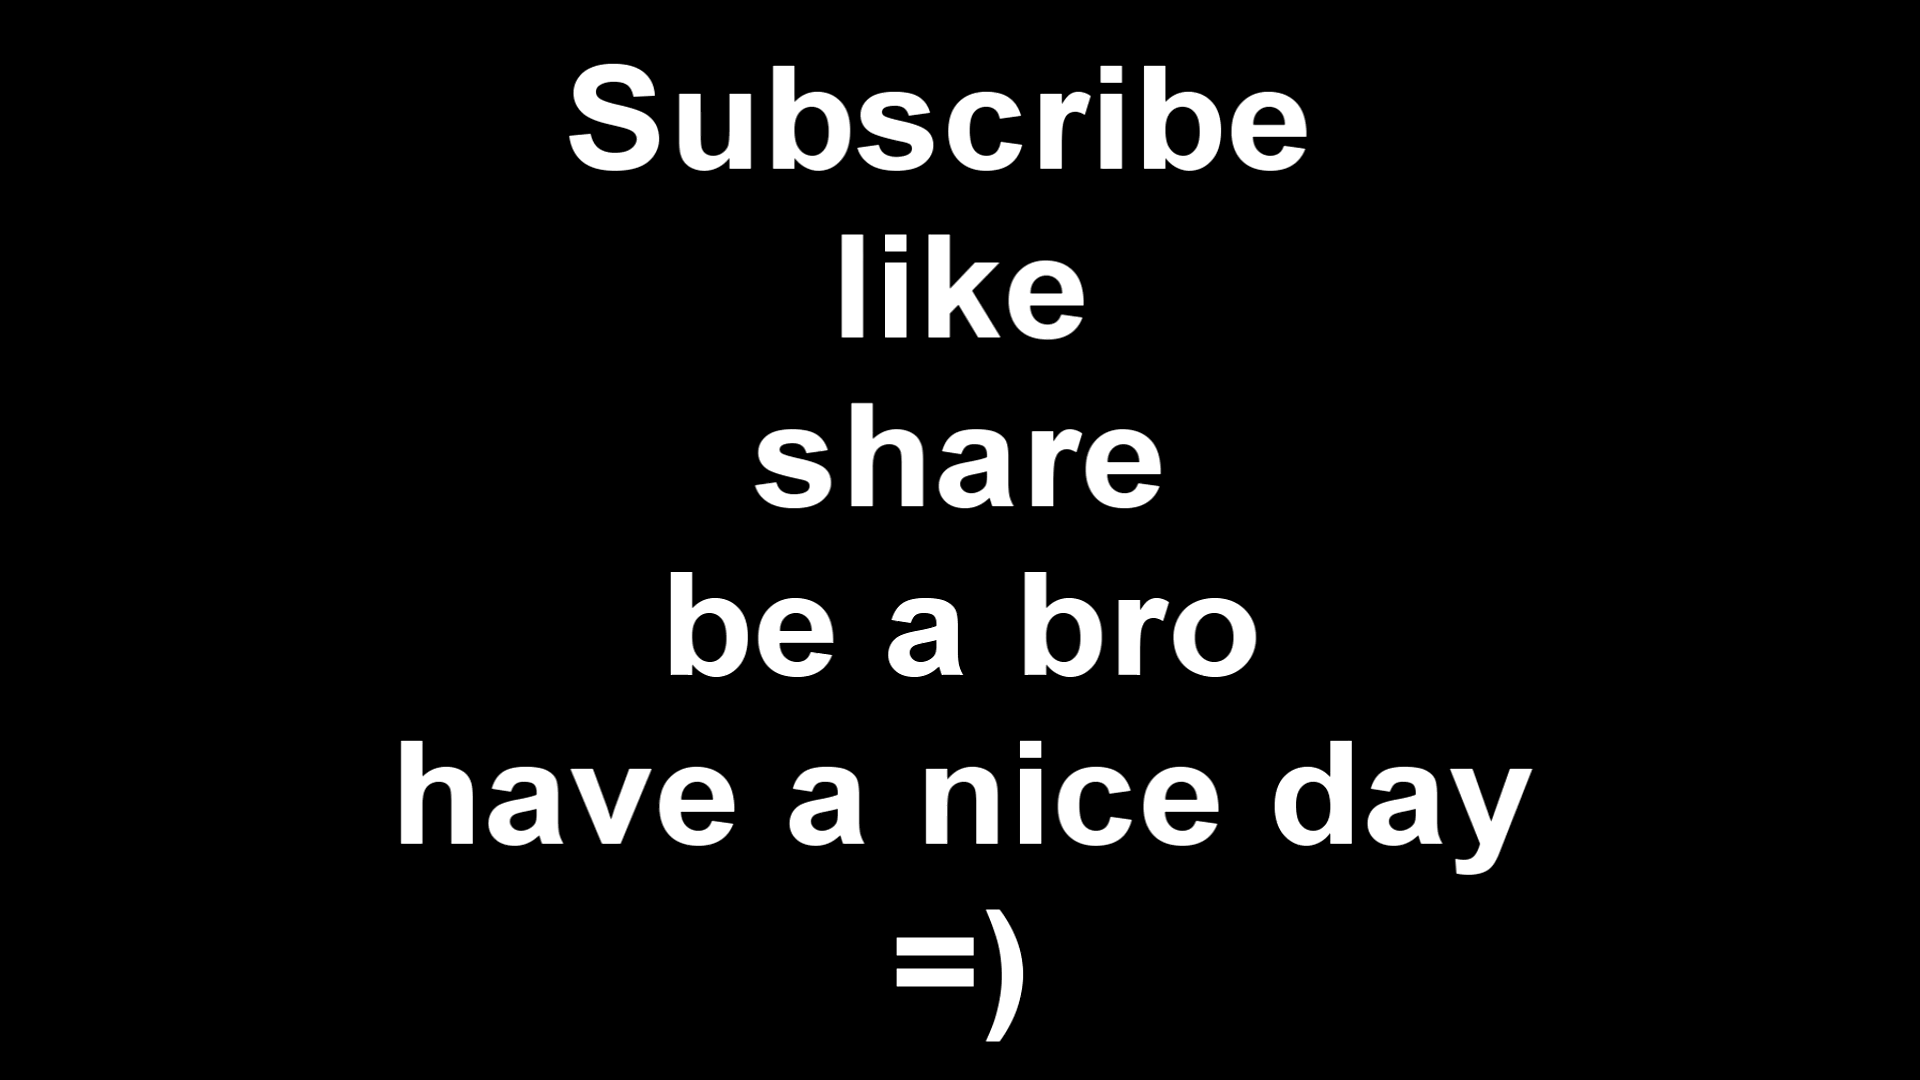 Subscribe
like
share
be a bro
have a nice day
=)